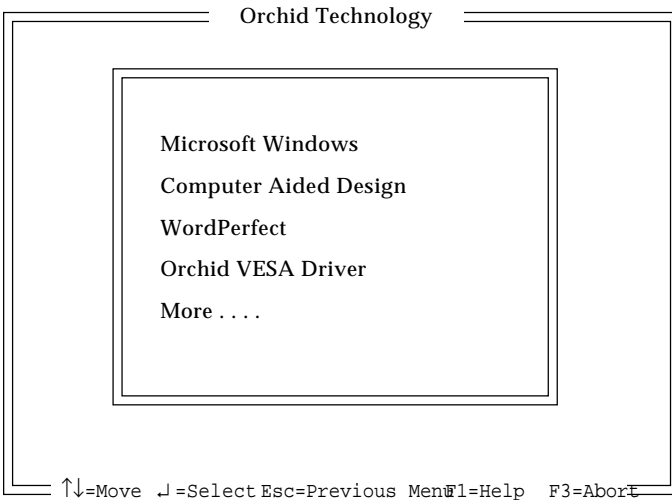 Orchid Technology
Microsoft Windows
Computer Aided Design
WordPerfect
Orchid VESA Driver
More . . . .
↑↓=Move ↵=Select Esc=Previous Menu F1=Help F3=Abort